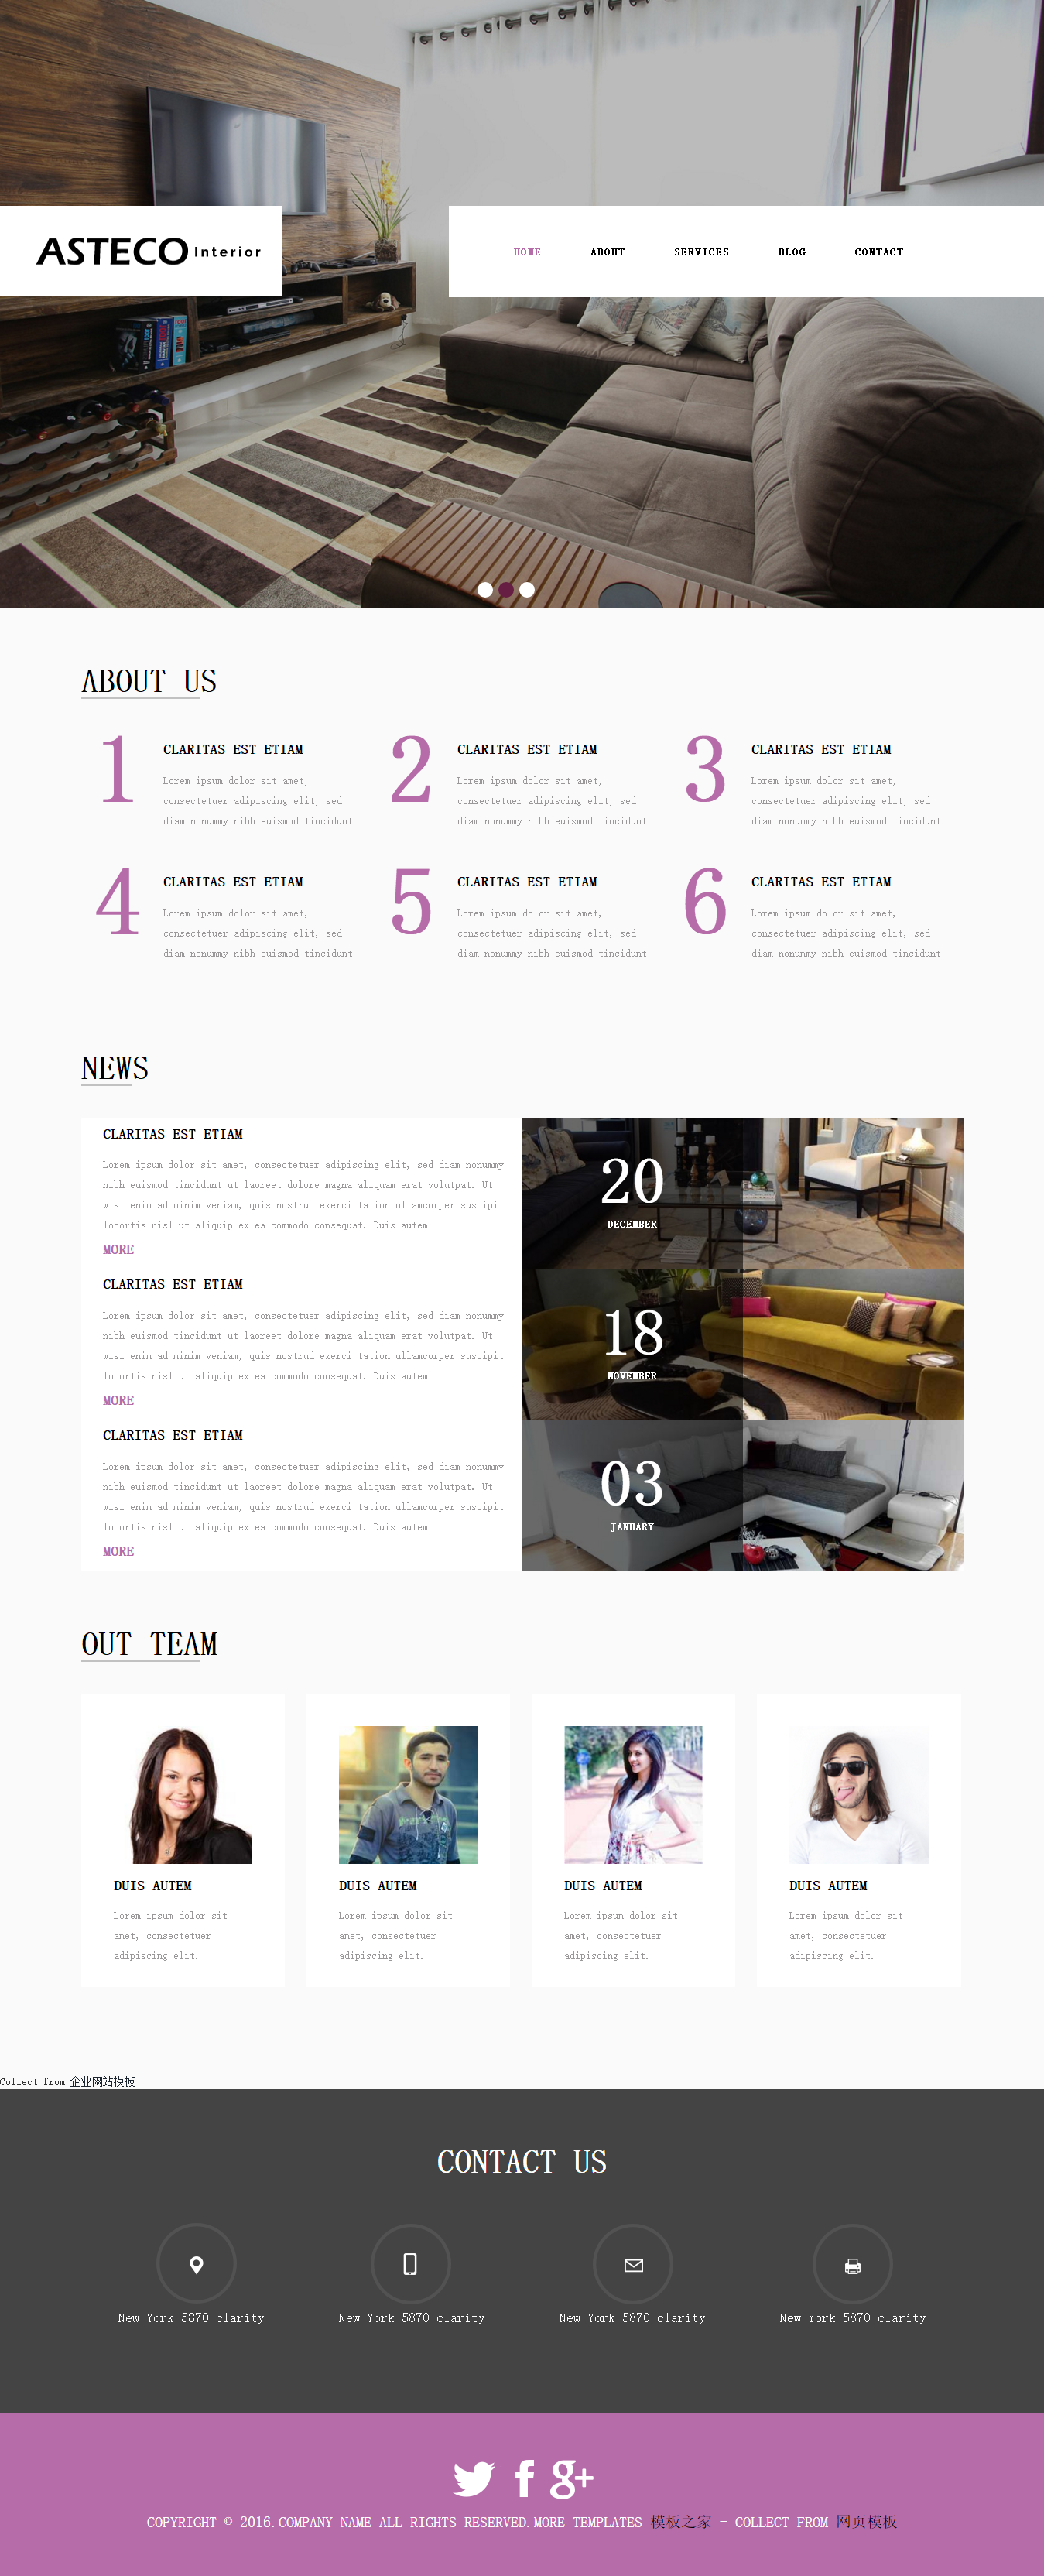 ASTECO Interior
HOME ABOUT SERVICES BLOG CONTACT
ABOUT US
1
CLARITAS EST ETIAM
Lorem ipsum dolor sit amet,
consectetuer adipiscing elit, sed
diam nonummy nibh euismod tincidunt
2
CLARITAS EST ETIAM
Lorem ipsum dolor sit amet,
consectetuer adipiscing elit, sed
diam nonummy nibh euismod tincidunt
3
CLARITAS EST ETIAM
Lorem ipsum dolor sit amet,
consectetuer adipiscing elit, sed
diam nonummy nibh euismod tincidunt
4
CLARITAS EST ETIAM
Lorem ipsum dolor sit amet,
consectetuer adipiscing elit, sed
diam nonummy nibh euismod tincidunt
5
CLARITAS EST ETIAM
Lorem ipsum dolor sit amet,
consectetuer adipiscing elit, sed
diam nonummy nibh euismod tincidunt
6
CLARITAS EST ETIAM
Lorem ipsum dolor sit amet,
consectetuer adipiscing elit, sed
diam nonummy nibh euismod tincidunt
NEWS
CLARITAS EST ETIAM
Lorem ipsum dolor sit amet, consectetuer adipiscing elit, sed diam nonummy
nibh euismod tincidunt ut laoreet dolore magna aliquam erat volutpat. Ut
wisi enim ad minim veniam, quis nostrud exerci tation ullamcorper suscipit
lobortis nisl ut aliquip ex ea commodo consequat. Duis autem
MORE
20
DECEMBER
CLARITAS EST ETIAM
Lorem ipsum dolor sit amet, consectetuer adipiscing elit, sed diam nonummy
nibh euismod tincidunt ut laoreet dolore magna aliquam erat volutpat. Ut
wisi enim ad minim veniam, quis nostrud exerci tation ullamcorper suscipit
lobortis nisl ut aliquip ex ea commodo consequat. Duis autem
MORE
18
NOVEMBER
CLARITAS EST ETIAM
Lorem ipsum dolor sit amet, consectetuer adipiscing elit, sed diam nonummy
nibh euismod tincidunt ut laoreet dolore magna aliquam erat volutpat. Ut
wisi enim ad minim veniam, quis nostrud exerci tation ullamcorper suscipit
lobortis nisl ut aliquip ex ea commodo consequat. Duis autem
MORE
03
JANUARY
OUT TEAM
DUIS AUTEM
Lorem ipsum dolor sit
amet, consectetuer
adipiscing elit.
DUIS AUTEM
Lorem ipsum dolor sit
amet, consectetuer
adipiscing elit.
DUIS AUTEM
Lorem ipsum dolor sit
amet, consectetuer
adipiscing elit.
DUIS AUTEM
Lorem ipsum dolor sit
amet, consectetuer
adipiscing elit.
Collect from 企业网站模板
CONTACT US
New York 5870 clarity
New York 5870 clarity
New York 5870 clarity
New York 5870 clarity
COPYRIGHT © 2016.COMPANY NAME ALL RIGHTS RESERVED.MORE TEMPLATES 模板之家 - COLLECT FROM 网页模板